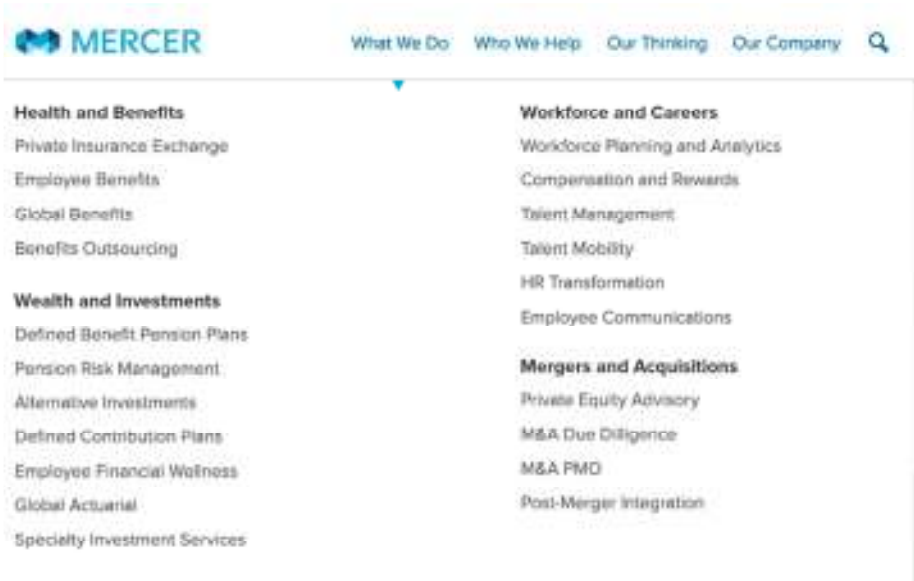 MERCER
What We Do Who We Help Our Thinking Our Company
Health and Benefits
Private Insurance Exchange
Employee Benefits
Global Benefits
Benefits Outsourcing
Wealth and Investments
Defined Benefit Pension Plans
Pension Risk Management
Alternative Investments
Defined Contribution Plans
Employee Financial Wellness
Global Actuarial
Specialty Investment Services
Workforce and Careers
Workforce Planning and Analytics
Compensation and Rewards
Talent Management
Talent Mobility
HR Transformation
Employee Communications
Mergers and Acquisitions
Private Equity Advisory
M&A Due Dilligence
M&A PMO
Post-Merger Integration